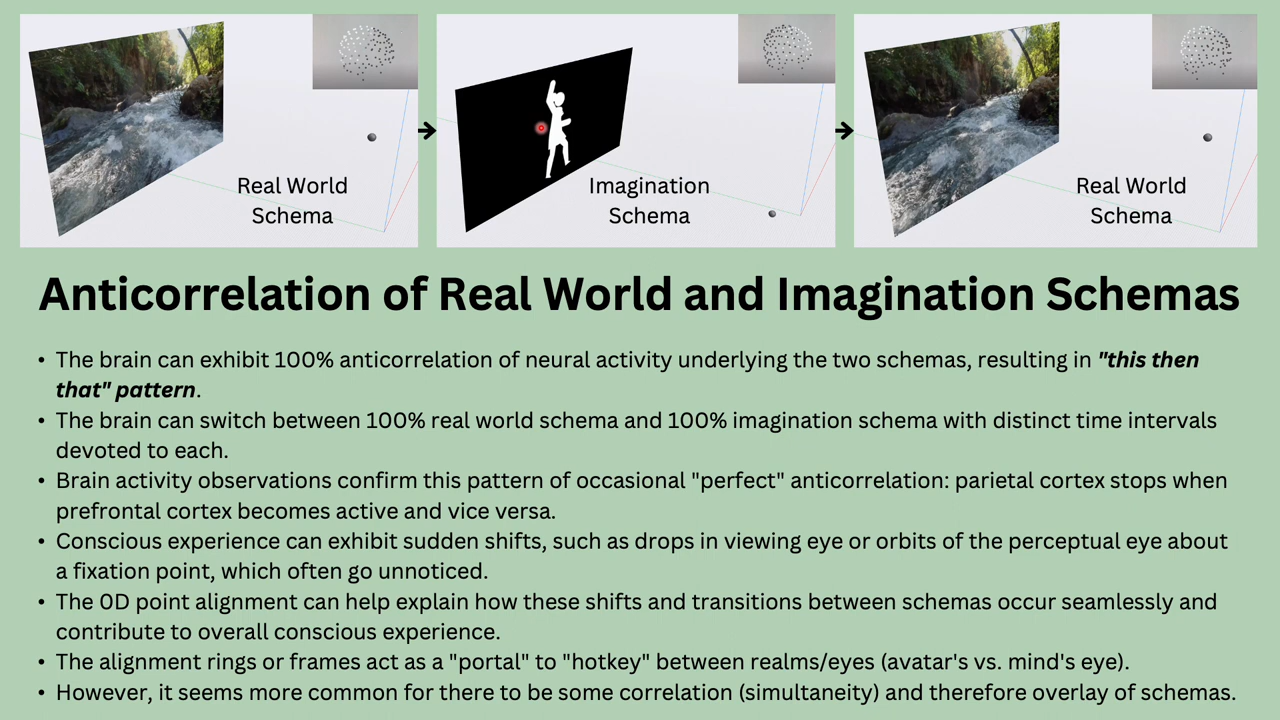 Real World
Schema
Imagination
Schema
Real World
Schema
Anticorrelation of Real World and Imagination Schemas
• The brain can exhibit 100% anticorrelation of neural activity underlying the two schemas, resulting in "this then
that" pattern.
• The brain can switch between 100% real world schema and 100% imagination schema with distinct time intervals
devoted to each.
• Brain activity observations confirm this pattern of occasional "perfect" anticorrelation: parietal cortex stops when
prefrontal cortex becomes active and vice versa.
• Conscious experience can exhibit sudden shifts, such as drops in viewing eye or orbits of the perceptual eye about
a fixation point, which often go unnoticed.
• The 0D point alignment can help explain how these shifts and transitions between schemas occur seamlessly and
contribute to overall conscious experience.
• The alignment rings or frames act as a "portal" to "hotkey" between realms/eyes (avatar's vs. mind's eye).
• However, it seems more common for there to be some correlation (simultaneity) and therefore overlay of schemas.